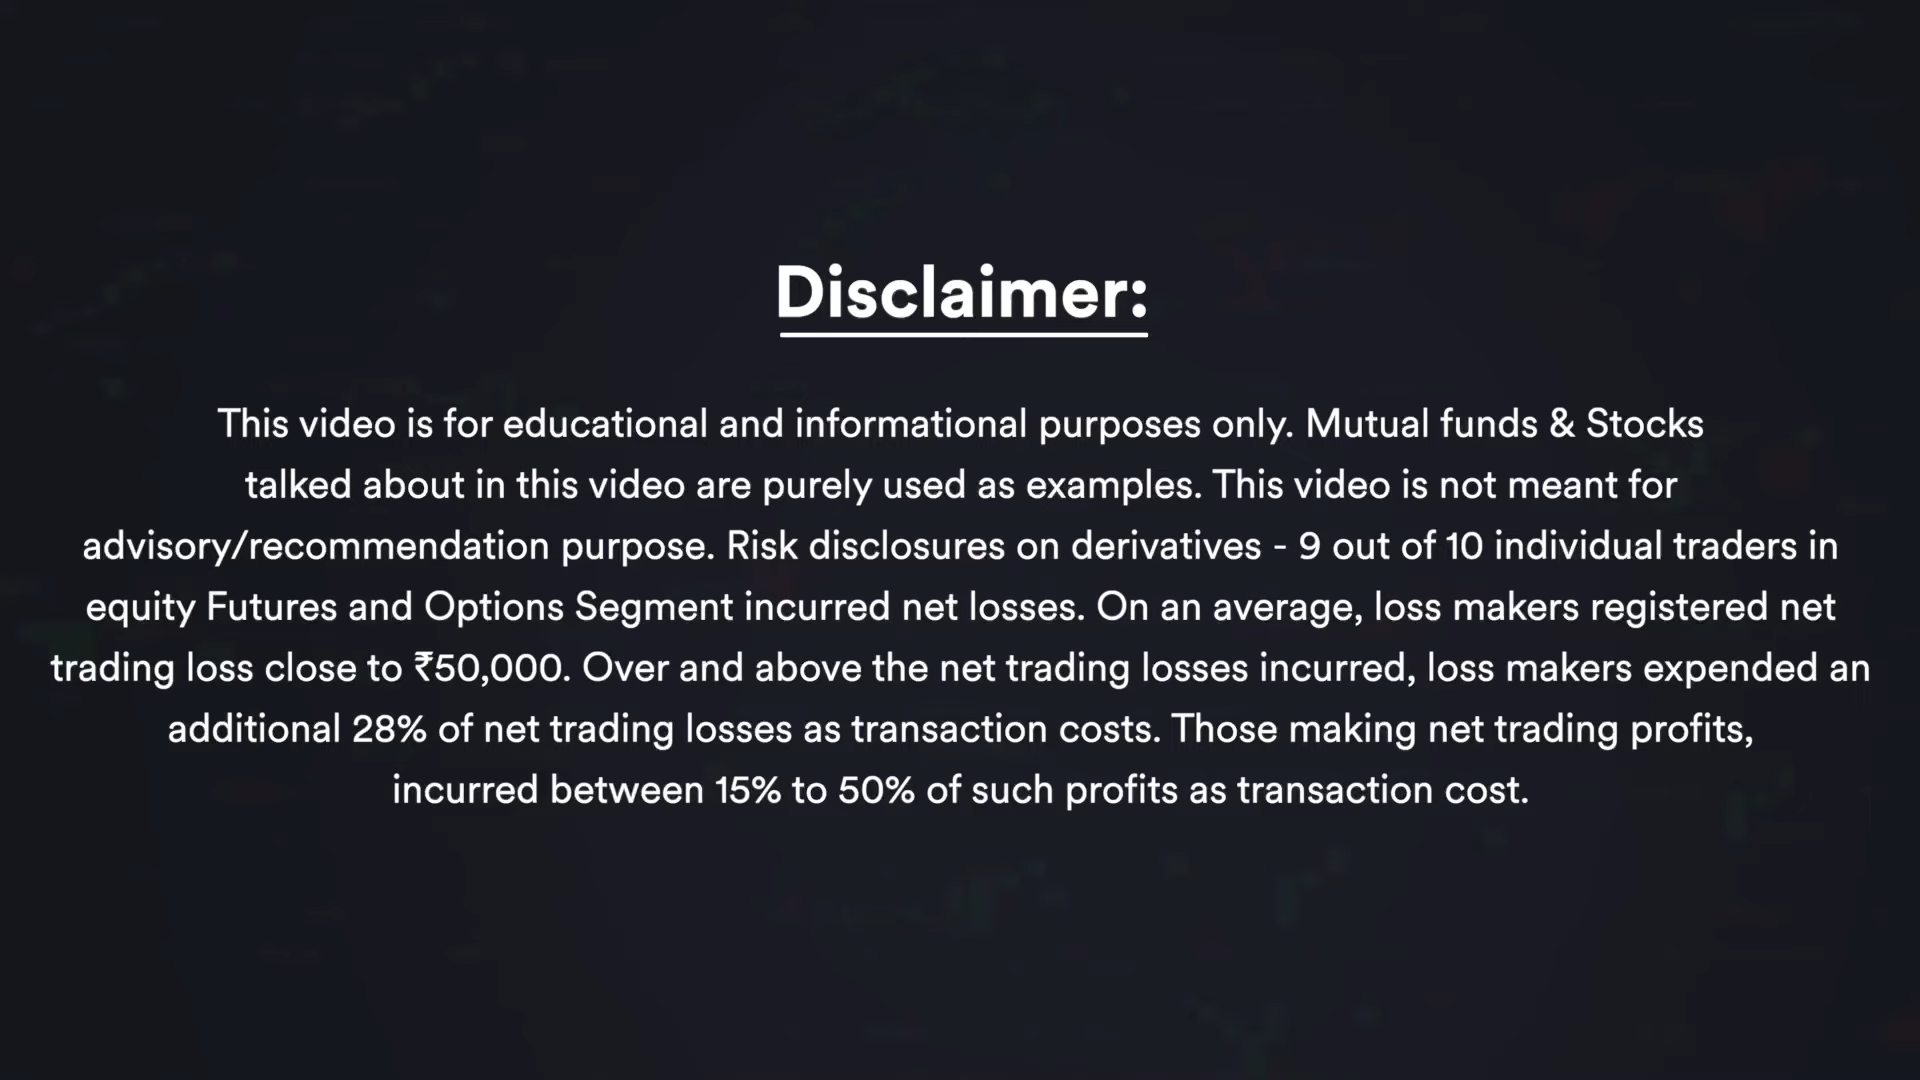 Disclaimer:
This video is for educational and informational purposes only. Mutual funds & Stocks
talked about in this video are purely used as examples. This video is not meant for
advisory/recommendation purpose. Risk disclosures on derivatives - 9 out of 10 individual traders in
equity Futures and Options Segment incurred net losses. On an average, loss makers registered net
trading loss close to ₹50,000. Over and above the net trading losses incurred, loss makers expended an
additional 28% of net trading losses as transaction costs. Those making net trading profits,
incurred between 15% to 50% of such profits as transaction cost.